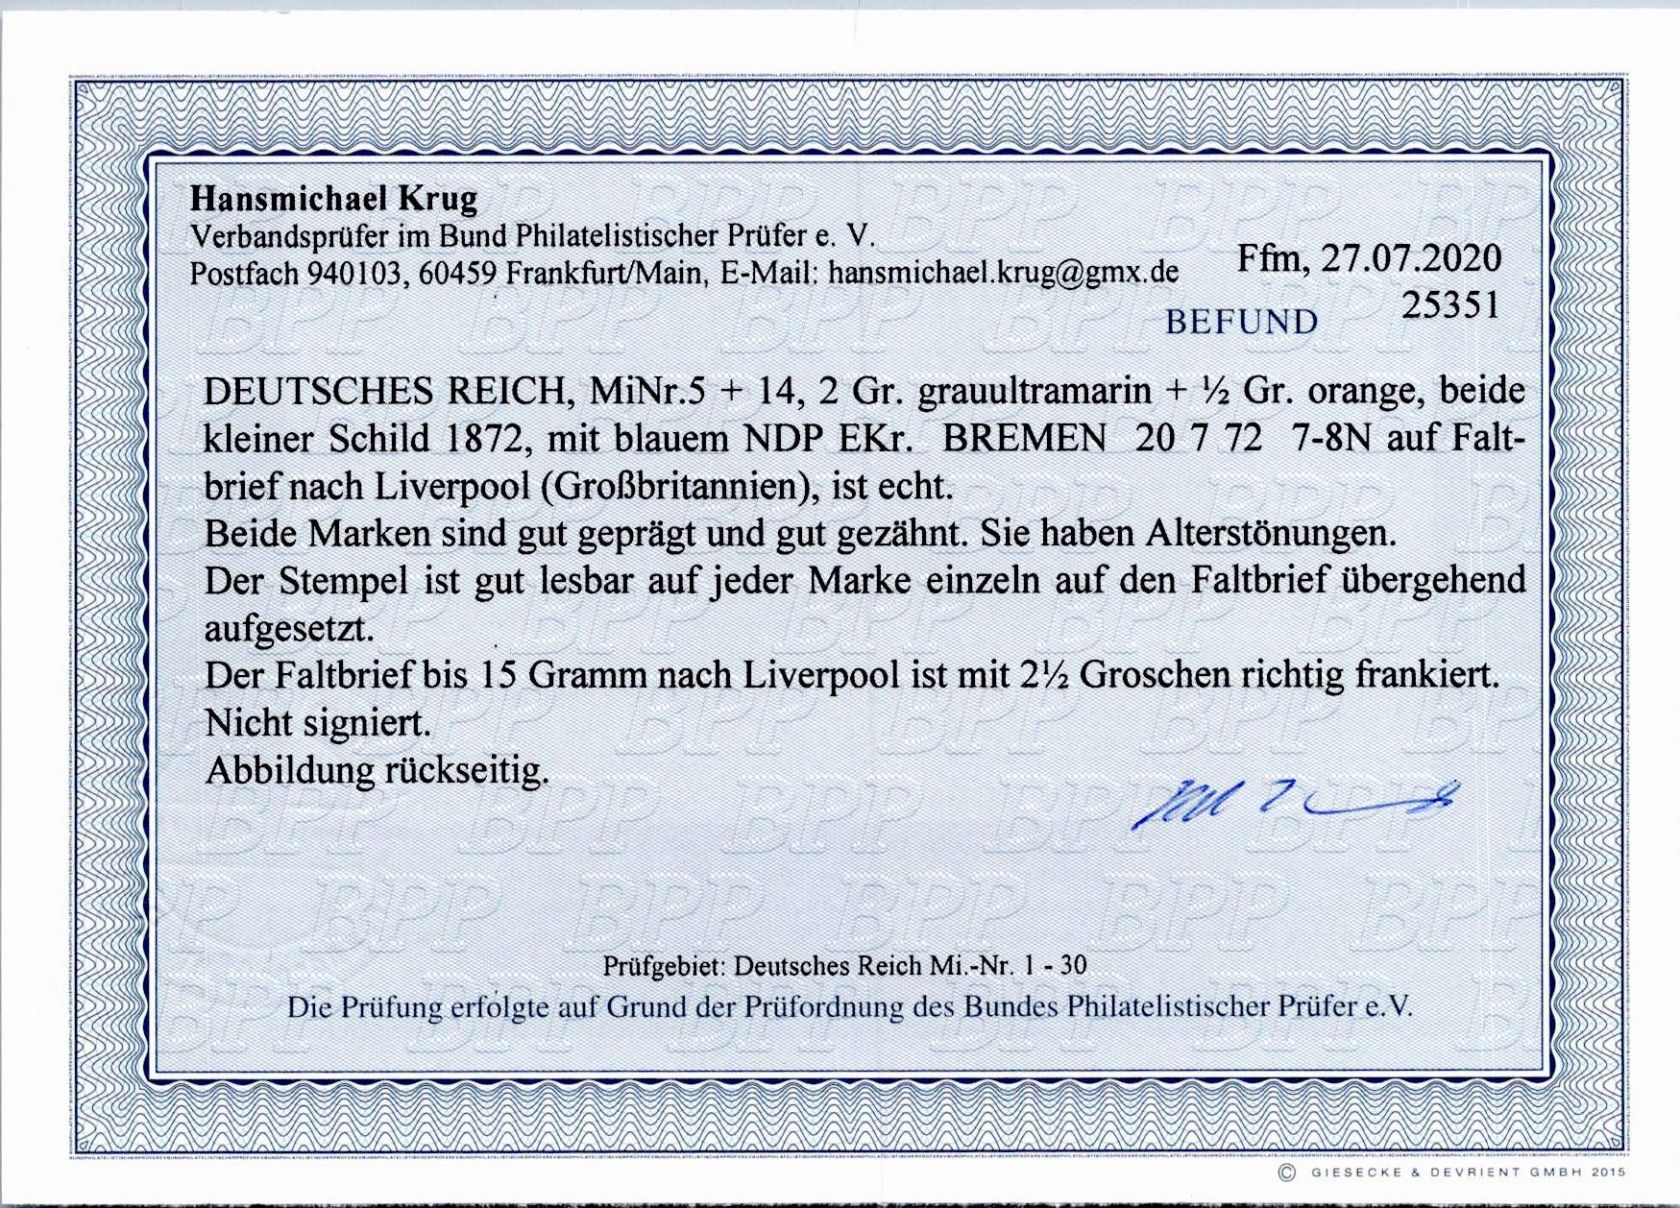 Hansmichael Krug
Verbandsprüfer im Bund Philatelistischer Prüfer e. V.
Postfach 940103, 60459 Frankfurt/Main, E-Mail: hansmichael.krug@gmx.de
Ffm, 27.07.2020
BEFUND 25351
DEUTSCHES REICH, MiNr.5 + 14, 2 Gr. grauultramarin + ½ Gr. orange, beide
kleiner Schild 1872, mit blauem NDP EKr. BREMEN 20 7 72 7-8N auf Falt-
brief nach Liverpool (Großbritannien), ist echt.
Beide Marken sind gut geprägt und gut gezähnt. Sie haben Alterstönungen.
Der Stempel ist gut lesbar auf jeder Marke einzeln auf den Faltbrief übergehend
aufgesetzt.
Der Faltbrief bis 15 Gramm nach Liverpool ist mit 2½ Groschen richtig frankiert.
Nicht signiert.
Abbildung rückseitig.
Prüfgebiet: Deutsches Reich Mi.-Nr. 1 - 30
Die Prüfung erfolgte auf Grund der Prüfordnung des Bundes Philatelistischer Prüfer e.V.
© GIESECKE & DEVRIENT GMBH 2015